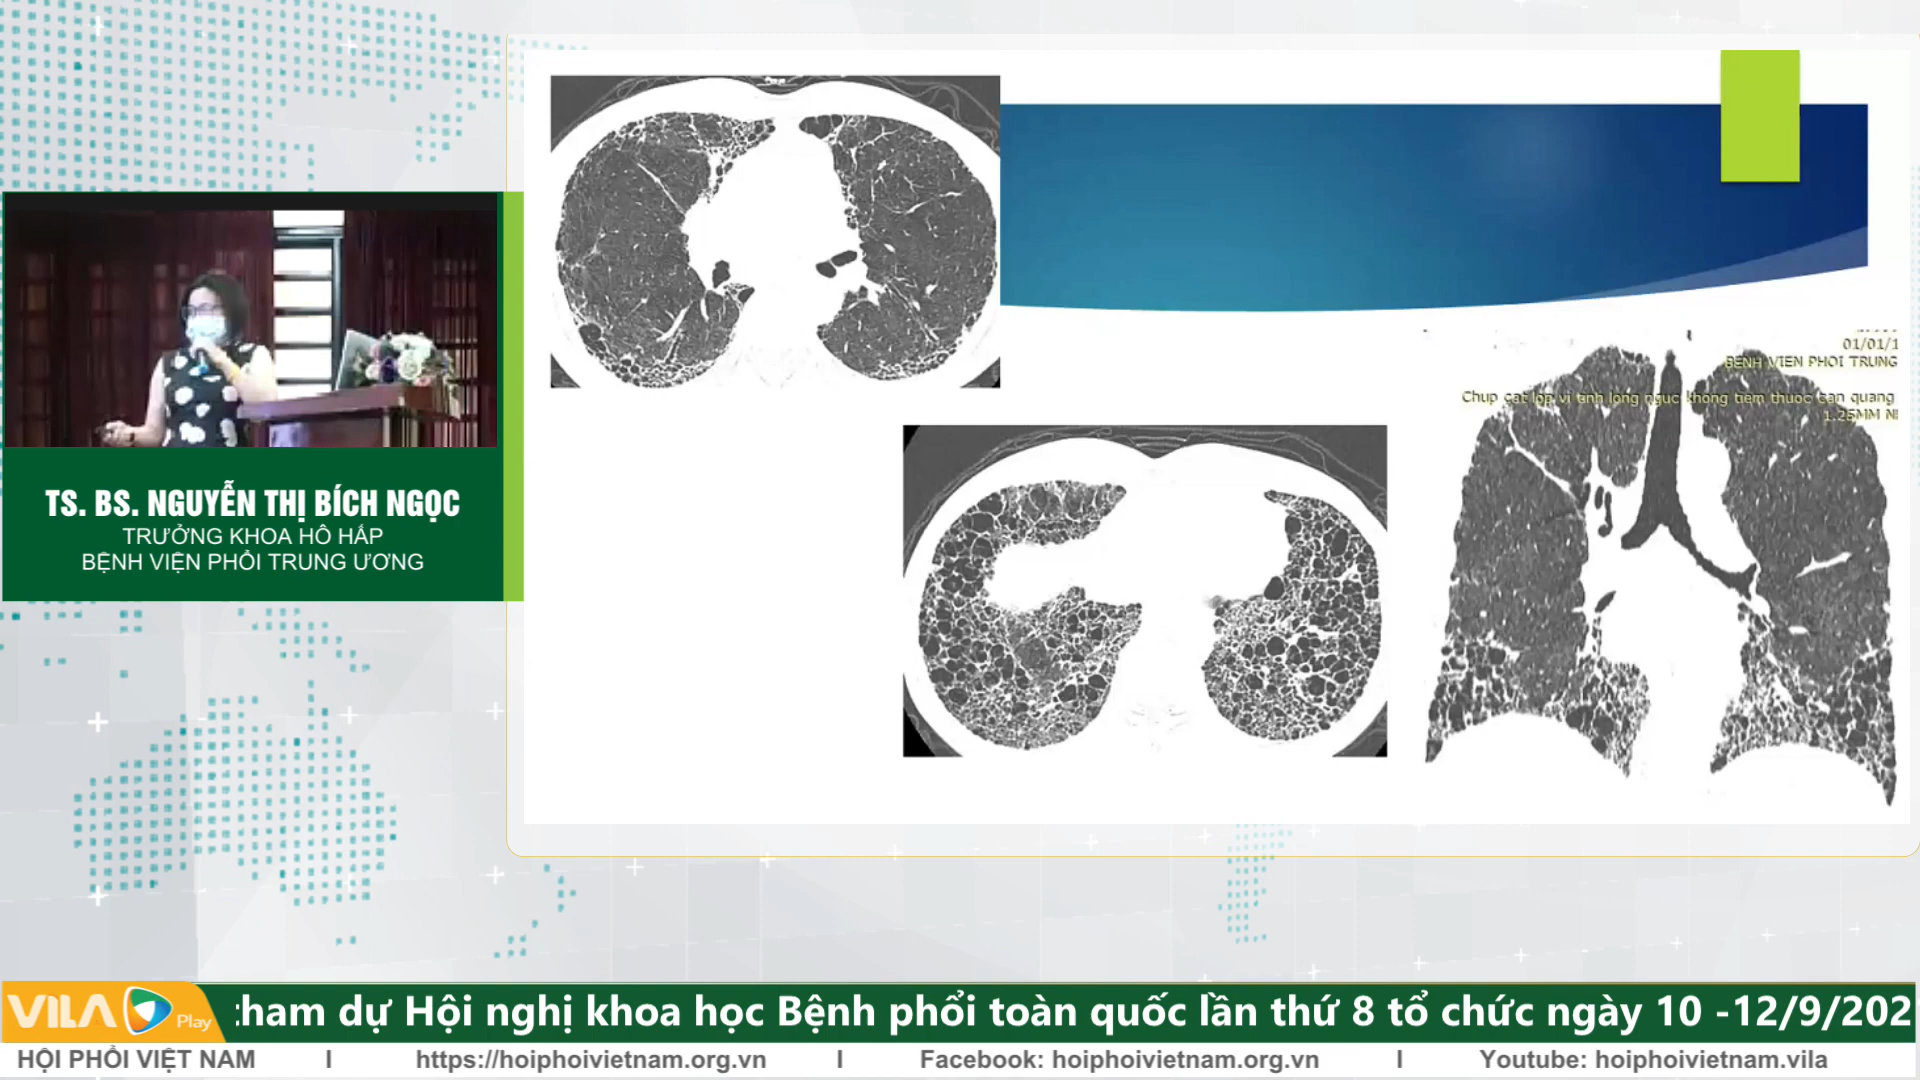 01/01/1
BENH VIEN PHOI TRUNG
Chup cat lop vi tinh long nguc khong tiem thuoc can quang
1.25MM
TS. BS. NGUYỄN THỊ BÍCH NGỌC
TRƯỞNG KHOA HÔ HẤP
BỆNH VIỆN PHỔI TRUNG ƯƠNG
VILA Play
tham dự Hội nghị khoa học Bệnh phổi toàn quốc lần thứ 8 tổ chức ngày 10 -12/9/202
HỘI PHỔI VIỆT NAM I https://hoiphoivietnam.org.vn I Facebook: hoiphoivietnam.org.vn I Youtube: hoiphoivietnam.vila